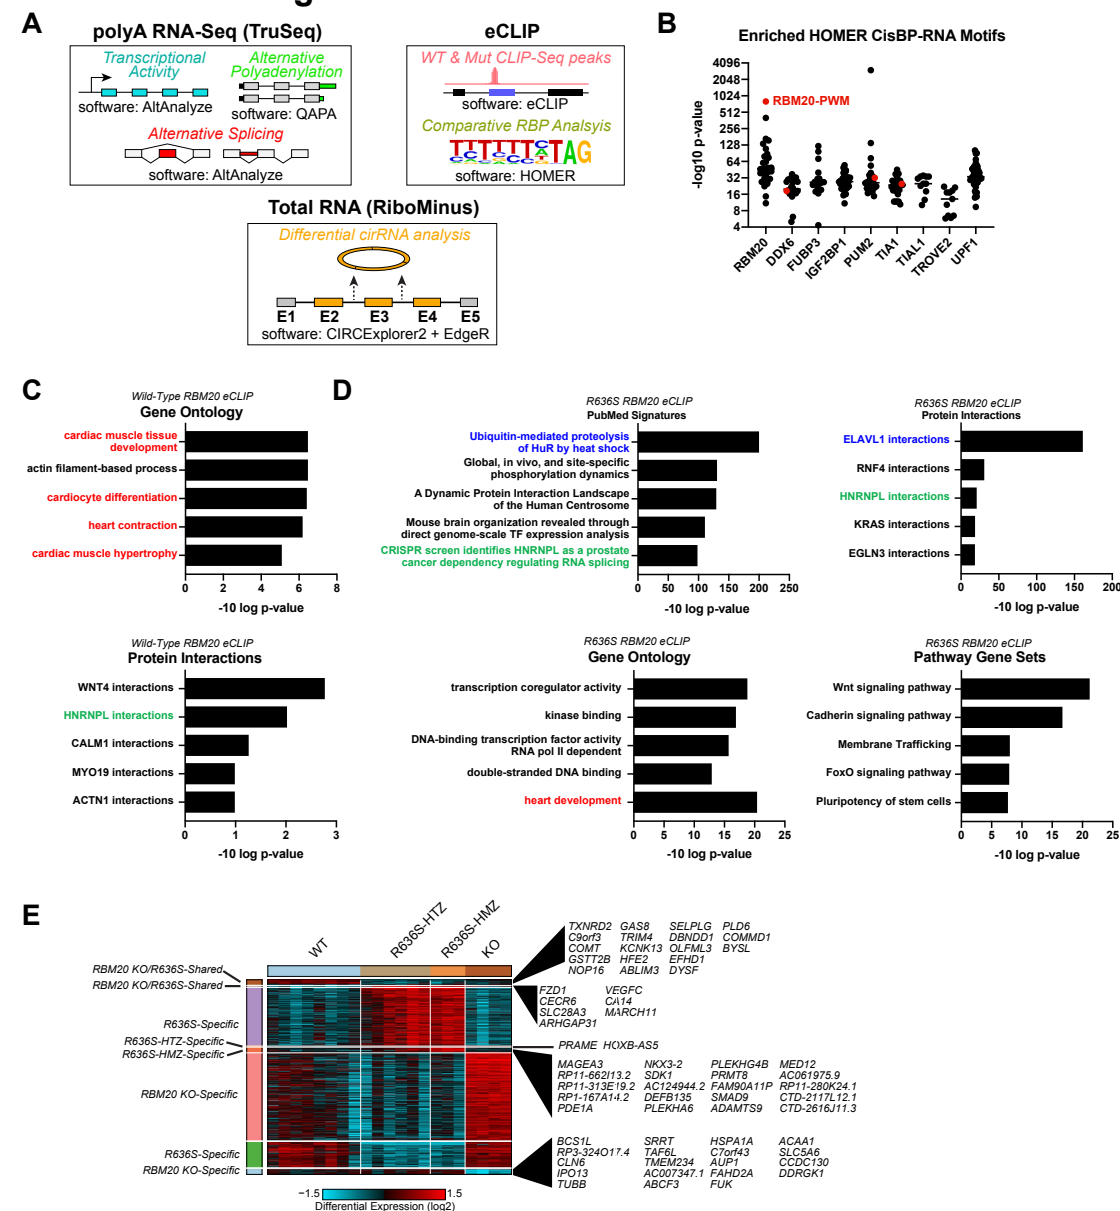 A
polyA RNA-Seq (TruSeq)
Transcriptional
Activity
software: AltAnalyze
Alternative
Polyadenylation
software: QAPA
Alternative Splicing
software: AltAnalyze
eCLIP
WT & Mut CLIP-Seq peaks
software: eCLIP
Comparative RBP Analsyis
software: HOMER
Total RNA (RiboMinus)
Differential cirRNA analysis
E1 E2 E3 E4 E5
software: CIRCExplorer2 + EdgeR
B
Enriched HOMER CisBP-RNA Motifs
-log10 p-value
4096
2048
1024
512
256
128
64
32
16
8
4
RBM20-PWM
RBM20 DDX6 FUBP3 IGF2BP1 PUM2 TIA1 TIAL1 TROVE2 UPF1
C
Wild-Type RBM20 eCLIP
Gene Ontology
cardiac muscle tissue
development
actin filament-based process
cardiocyte differentiation
heart contraction
cardiac muscle hypertrophy
0 2 4 6 8
-10 log p-value
Wild-Type RBM20 eCLIP
Protein Interactions
WNT4 interactions
HNRNPL interactions
CALM1 interactions
MYO19 interactions
ACTN1 interactions
0 1 2 3
-10 log p-value
D
R636S RBM20 eCLIP
PubMed Signatures
Ubiquitin-mediated proteolysis
of HuR by heat shock
Global, in vivo, and site-specific
phosphorylation dynamics
A Dynamic Protein Interaction Landscape
of the Human Centrosome
Mouse brain organization revealed through
direct genome-scale TF expression analysis
CRISPR screen identifies HNRNPL as a prostate
cancer dependency regulating RNA splicing
0 50 100 150 200 250
-10 log p-value
R636S RBM20 eCLIP
Protein Interactions
ELAVL1 interactions
RNF4 interactions
HNRNPL interactions
KRAS interactions
EGLN3 interactions
0 50 100 150 200
-10 log p-value
R636S RBM20 eCLIP
Gene Ontology
transcription coregulator activity
kinase binding
DNA-binding transcription factor activity
RNA pol II dependent
double-stranded DNA binding
heart development
0 5 10 15 20 25
-10 log p-value
R636S RBM20 eCLIP
Pathway Gene Sets
Wnt signaling pathway
Cadherin signaling pathway
Membrane Trafficking
FoxO signaling pathway
Pluripotency of stem cells
0 5 10 15 20 25
-10 log p-value
E
WT R636S-HTZ R636S-HMZ KO
RBM20 KO/R636S-Shared
RBM20 KO/R636S-Shared
R636S-Specific
R636S-HTZ-Specific
R636S-HMZ-Specific
RBM20 KO-Specific
R636S-Specific
RBM20 KO-Specific
TXNRD2 GAS8 SELPLG PLD6
C9orf3 TRIM4 DBNDD1 COMMD1
COMT KCNK13 OLFML3 BYSL
GSTT2B HFE2 EFHD1
NOP16 ABLIM3 DYSF
FZD1 VEGFC
CECR6 CA14
SLC28A3 MARCH11
ARHGAP31
PRAME HOXB-AS5
MAGEA3 NKX3-2 PLEKHG4B MED12
RP11-662I13.2 SDK1 PRMT8 AC061975.9
RP11-313E19.2 AC124944.2 FAM90A11P RP11-280K24.1
RP1-167A14.2 DEFB135 SMAD9 CTD-2117L12.1
PDE1A PLEKHA6 ADAMTS9 CTD-2616J11.3
BCS1L SRRT HSPA1A ACAA1
RP3-324O17.4 TAF6L C7orf43 SLC5A6
CLN6 TMEM234 AUP1 CCDC130
IPO13 AC007347.1 FAHD2A DDRGK1
TUBB ABCF3 FUK
−1.5 1.5
Differential Expression (log2)